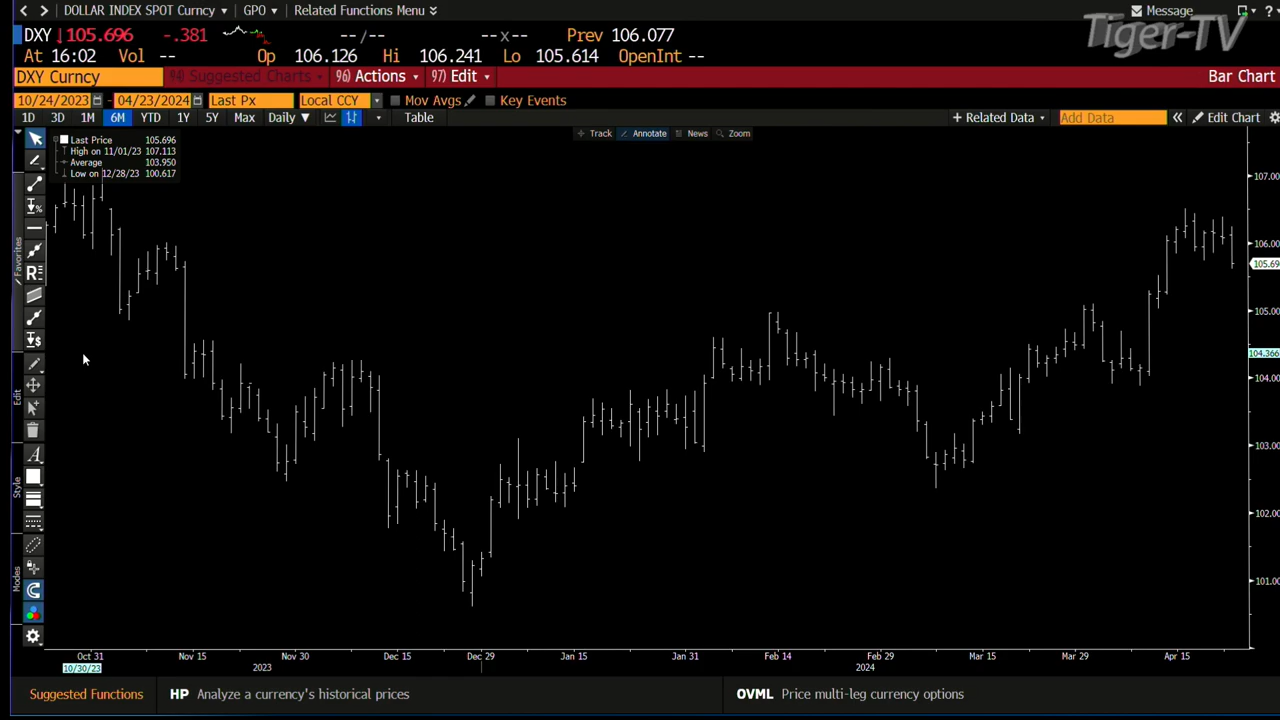 < > DOLLAR INDEX SPOT Curncy ▾ GPO ▾ Related Functions Menu Message ?
Tiger-TV
DXY ↓105.696 -.381 --/-- --x-- Prev 106.077
At 16:02 Vol -- Op 106.126 Hi 106.241 Lo 105.614 OpenInt --
DXY Curncy 94) Suggested Charts 96) Actions 97) Edit Bar Chart
10/24/2023 - 04/23/2024 Last Px Local CCY Mov Avgs Key Events
1D 3D 1M 6M YTD 1Y 5Y Max Daily ▼ Table + Related Data Add Data « Edit Chart
Track Annotate News Zoom
Last Price 105.696
High on 11/01/23 107.113
Average 103.950
Low on 12/28/23 100.617
Favorites
Edit
Style
Modes
107.00
106.00
105.69
105.00
104.366
104.00
103.00
102.00
101.00
Oct 31 Nov 15 Nov 30 Dec 15 Dec 29 Jan 15 Jan 31 Feb 14 Feb 29 Mar 15 Mar 29 Apr 15
10/30/23 2023 2024
Suggested Functions HP Analyze a currency's historical prices OVML Price multi-leg currency options